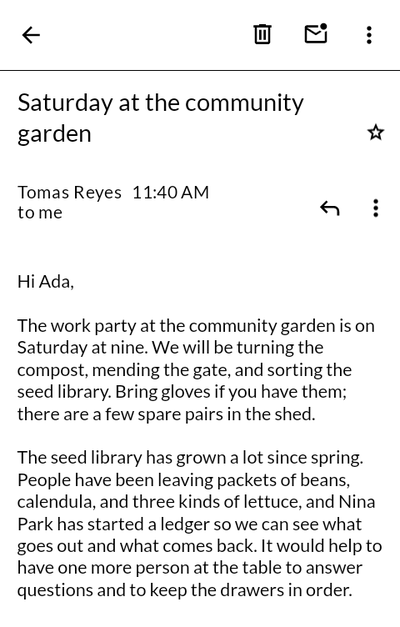 Saturday at the community
garden
Tomas Reyes 11:40 AM
to me
Hi Ada,
The work party at the community garden is on
Saturday at nine. We will be turning the
compost, mending the gate, and sorting the
seed library. Bring gloves if you have them;
there are a few spare pairs in the shed.
The seed library has grown a lot since spring.
People have been leaving packets of beans,
calendula, and three kinds of lettuce, and Nina
Park has started a ledger so we can see what
goes out and what comes back. It would help to
have one more person at the table to answer
questions and to keep the drawers in order.